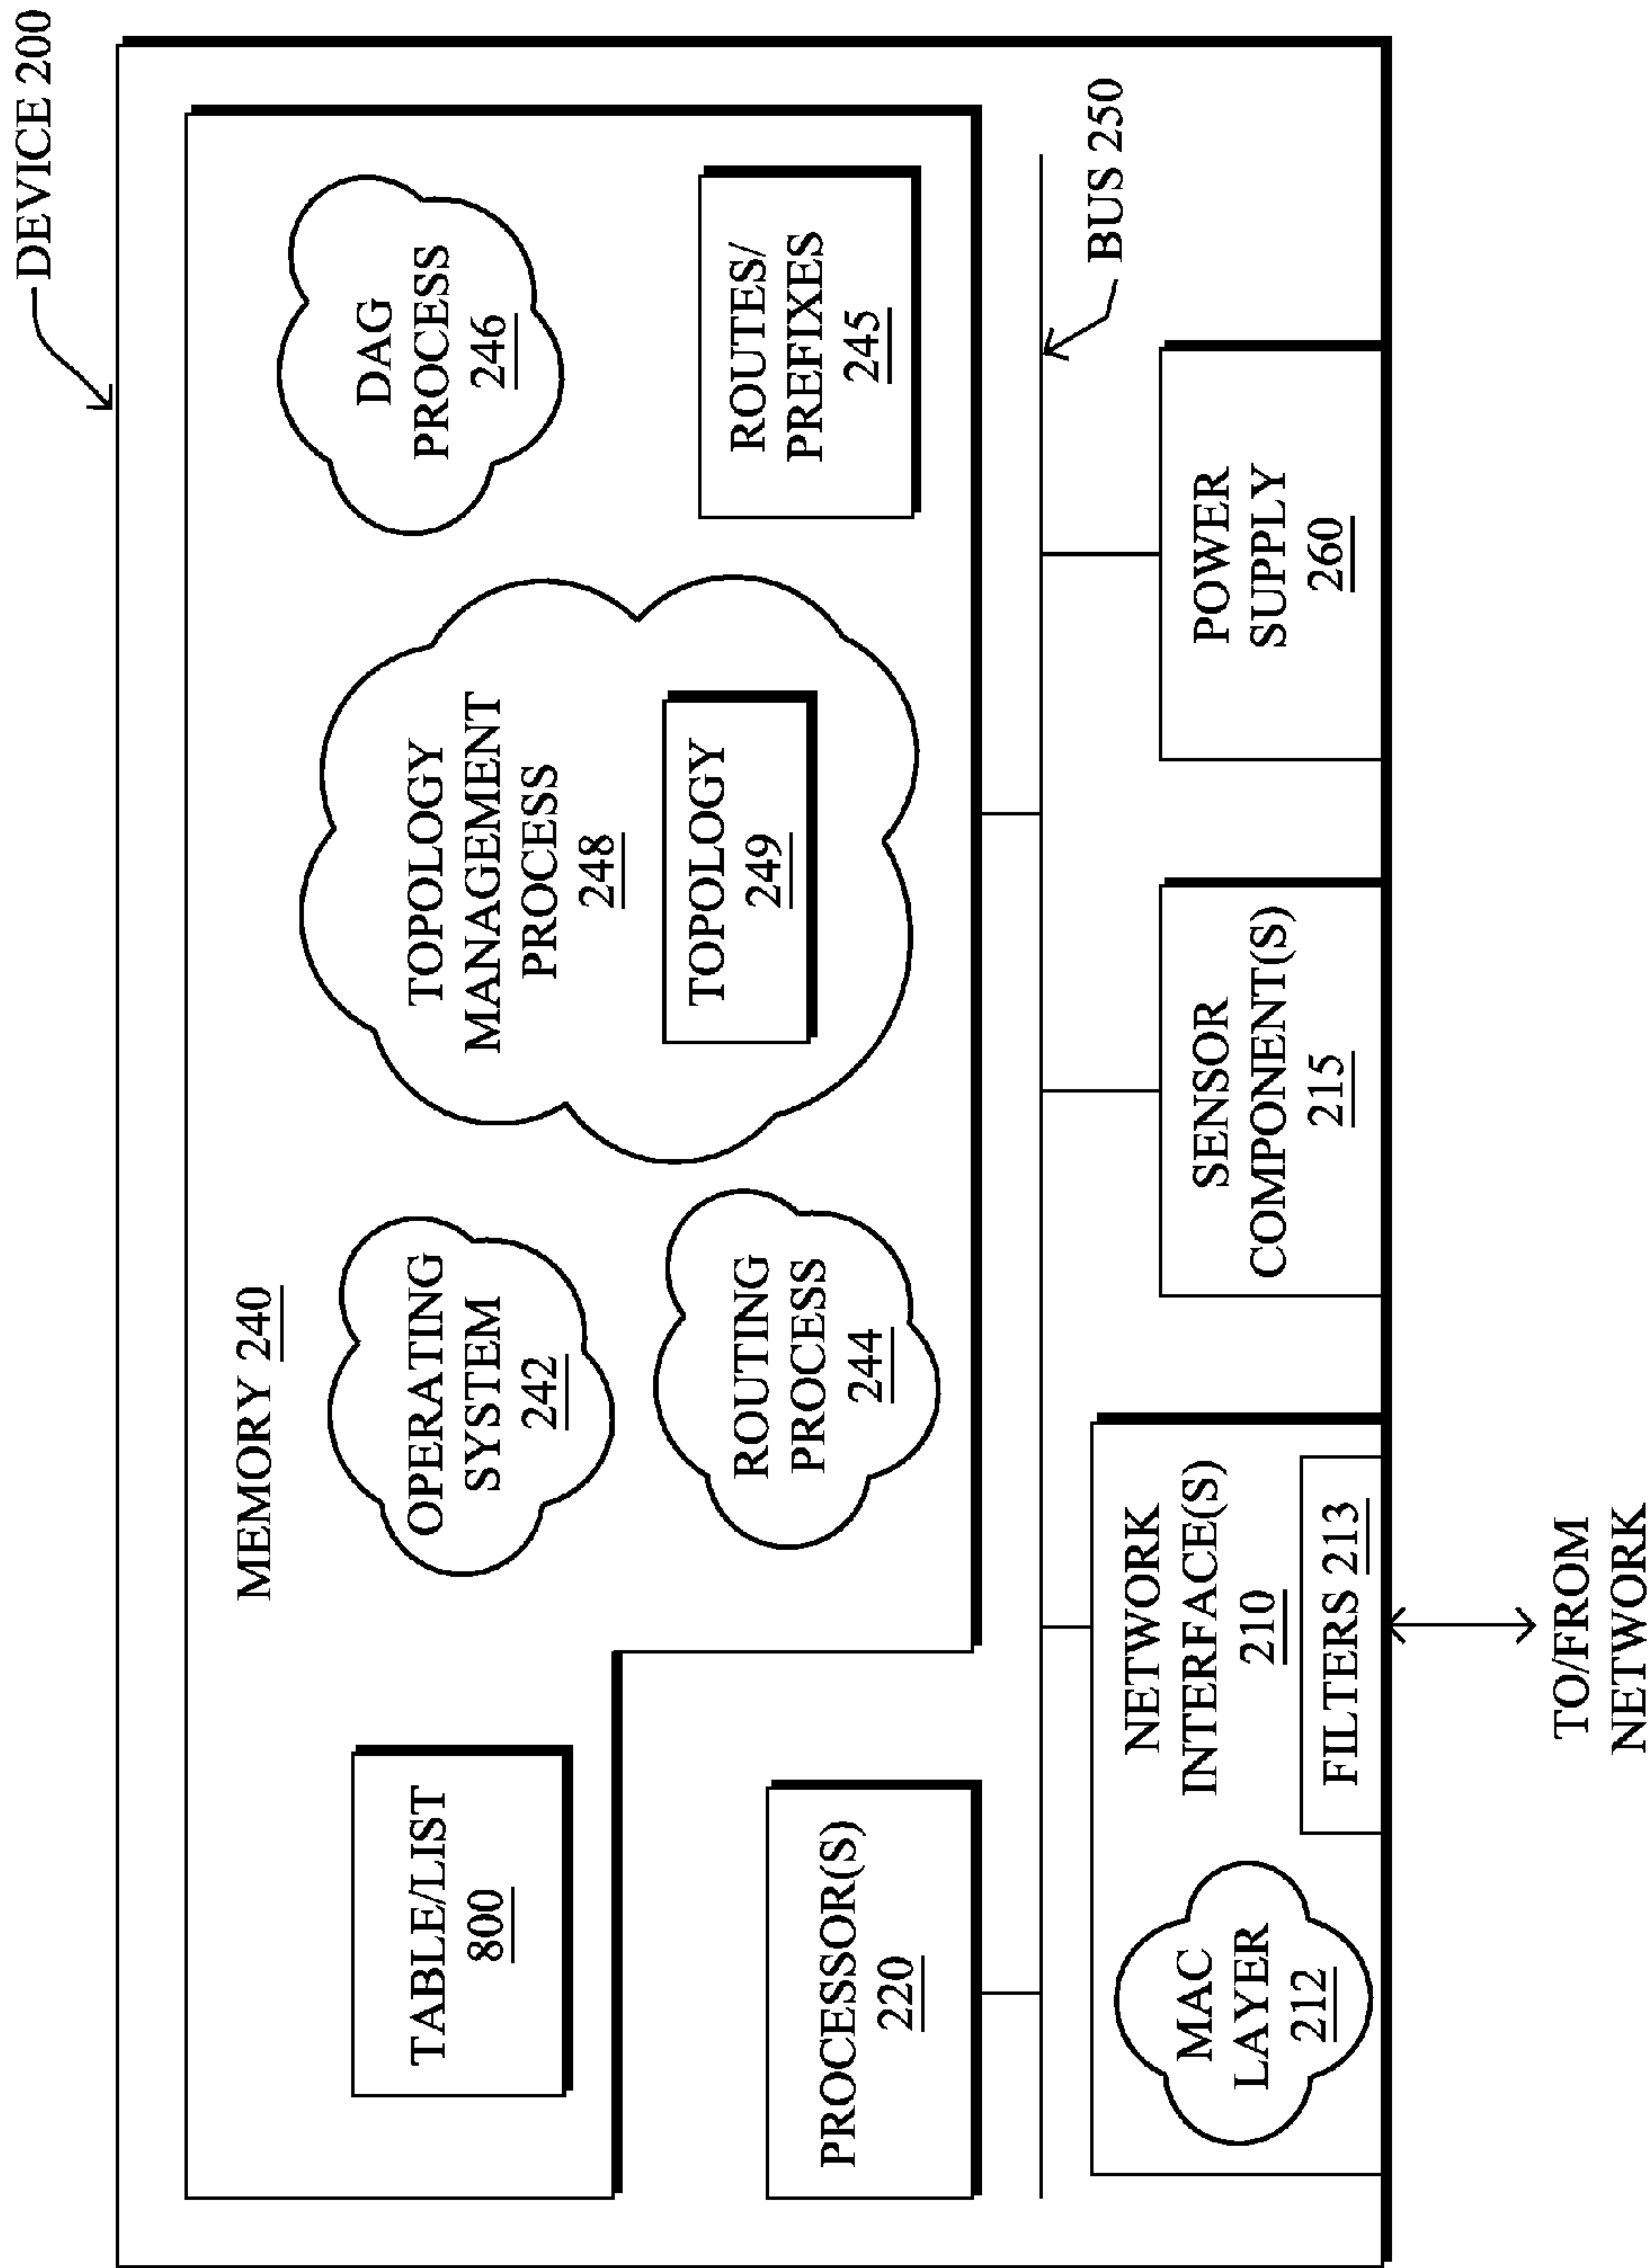 DEVICE 200
MEMORY 240
TABLE/LIST
800
OPERATING
SYSTEM
242
ROUTING
PROCESS
244
TOPOLOGY
MANAGEMENT
PROCESS
248
TOPOLOGY
249
DAG
PROCESS
246
ROUTES/
PREFIXES
245
PROCESSOR(S)
220
BUS 250
MAC
LAYER
212
NETWORK
INTERFACE(S)
210
FILTERS 213
SENSOR
COMPONENT(S)
215
POWER
SUPPLY
260
TO/FROM
NETWORK